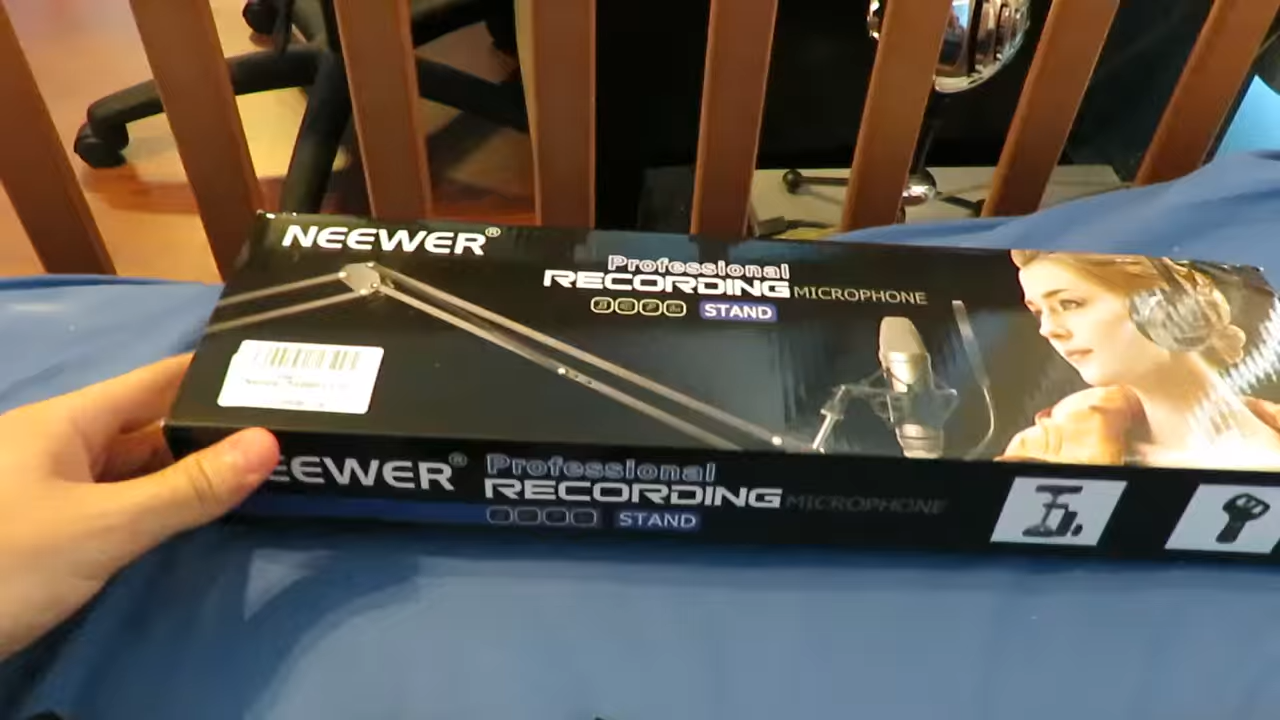 NEEWER®
Professional
RECORDING MICROPHONE
STAND
EEWER®
Professional
RECORDING MICROPHONE
STAND